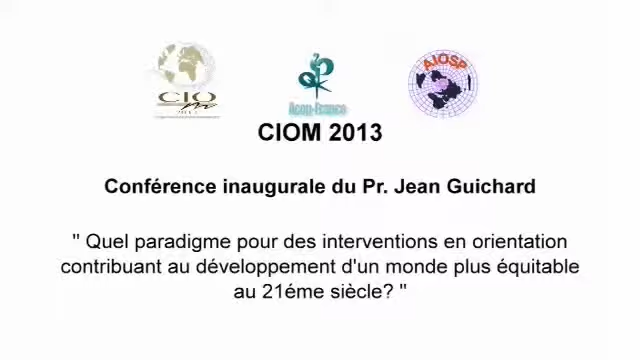 CIO
AIOSP
Acop-France
CIOM 2013
Conférence inaugurale du Pr. Jean Guichard
" Quel paradigme pour des interventions en orientation
contribuant au développement d'un monde plus équitable
au 21éme siècle? "